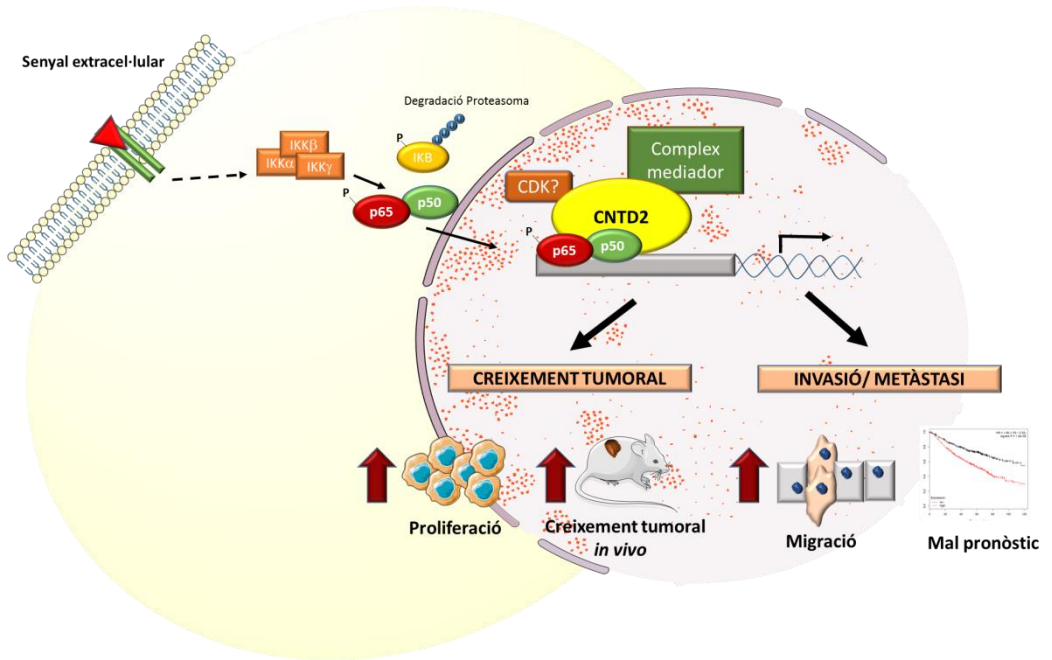 Senyal extracel·lular
Degradació Proteasoma
P
IKB
IKKβ
IKKα
IKKγ
P
p65
p50
Complex
mediador
CDK?
CNTD2
P
p65
p50
CREIXEMENT TUMORAL
INVASIÓ/ METÀSTASI
Proliferació
Creixement tumoral
in vivo
Migració
Mal pronòstic